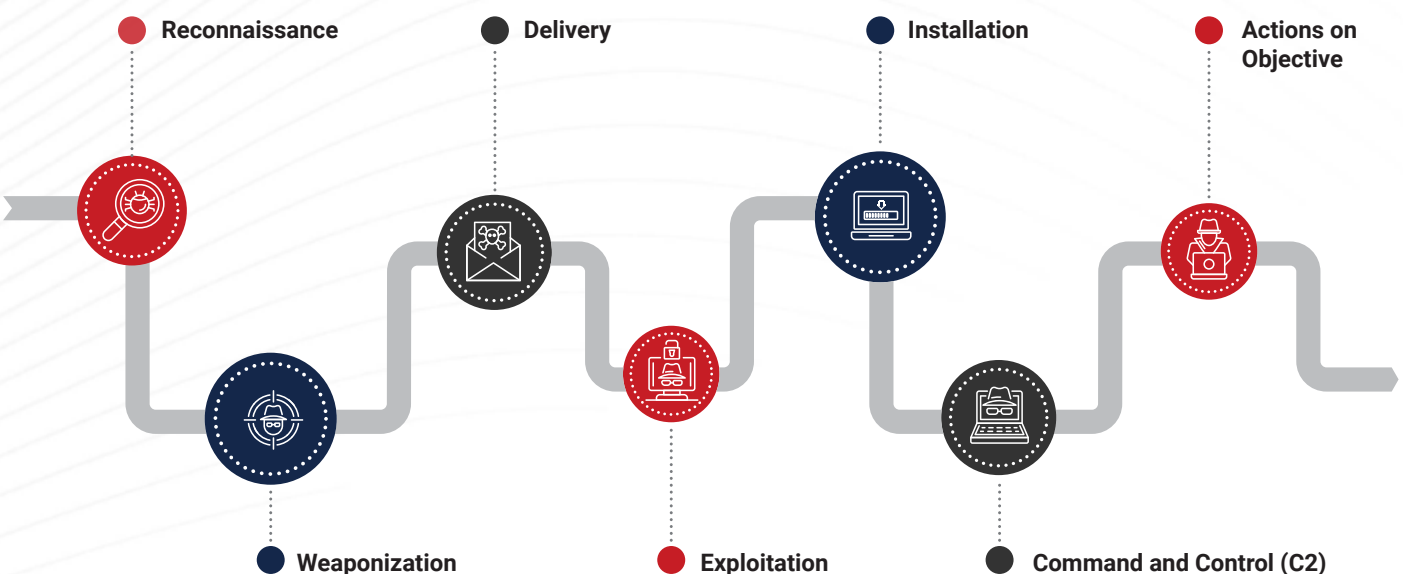 Reconnaissance
Delivery
Installation
Actions on
Objective
Weaponization
Exploitation
Command and Control (C2)